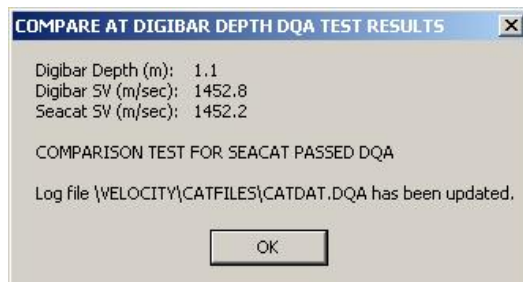 COMPARE AT DIGIBAR DEPTH DQA TEST RESULTS
Digibar Depth (m): 1.1
Digibar SV (m/sec): 1452.8
Seacat SV (m/sec): 1452.2
COMPARISON TEST FOR SEACAT PASSED DQA
Log file \VELOCITY\CATFILES\CATDAT.DQA has been updated.
OK